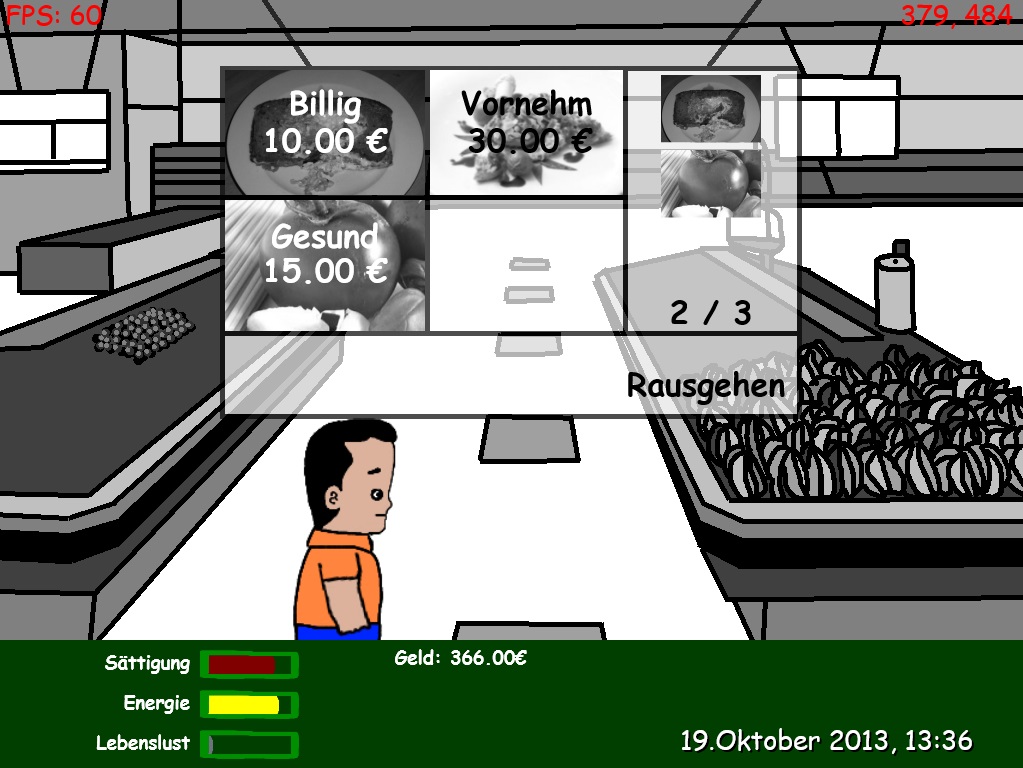 FPS: 60
379, 484
Billig
10.00 €
Vornehm
30.00 €
Gesund
15.00 €
2 / 3
Rausgehen
Sättigung
Geld: 366.00€
Energie
Lebenslust
19.Oktober 2013, 13:36